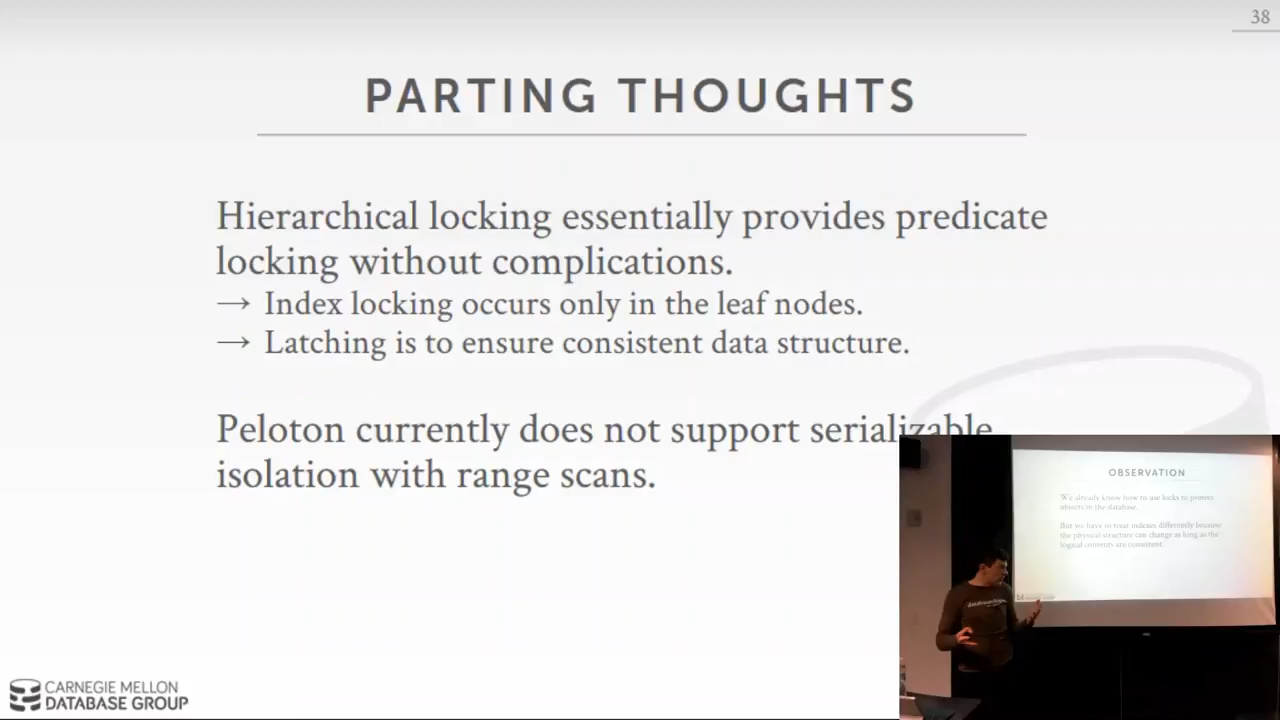 38
PARTING THOUGHTS
Hierarchical locking essentially provides predicate
locking without complications.
→ Index locking occurs only in the leaf nodes.
→ Latching is to ensure consistent data structure.
Peloton currently does not support serializable
isolation with range scans.
OBSERVATION
We already know how to use locks to protect
objects in the database.
But we have to treat indexes differently because
the physical structure can change as long as the
logical contents are consistent.
CARNEGIE MELLON
DATABASE GROUP